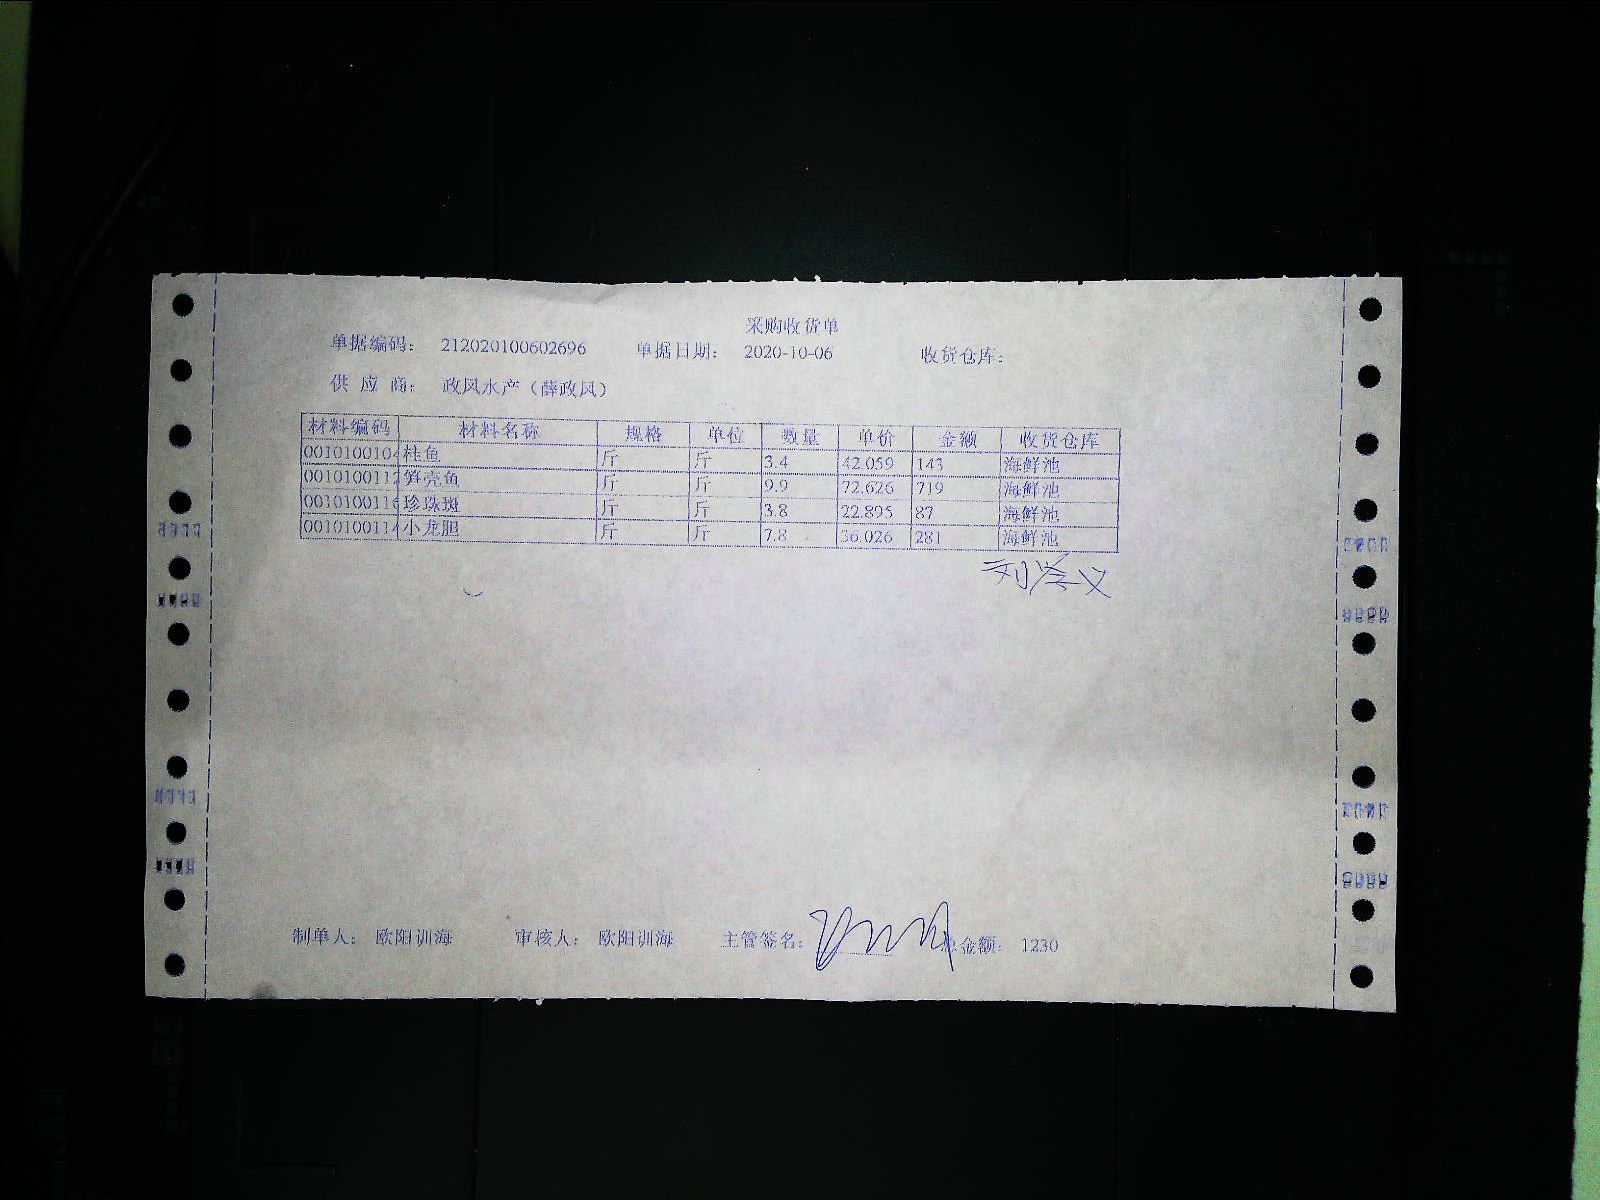 采购收货单
单据编码: 212020100602696 单据日期: 2020-10-06 收货仓库:
供 应 商: 政风水产(薛政风)
材料编码 材料名称 规格 单位 数量 单价 金额 收货仓库
0010100104 桂鱼 斤 斤 3.4 42.059 143 海鲜池
0010100112 笋壳鱼 斤 斤 9.9 72.626 719 海鲜池
0010100116 珍珠斑 斤 斤 3.8 22.895 87 海鲜池
0010100114 小龙胆 斤 斤 7.8 36.026 281 海鲜池
制单人: 欧阳训海 审核人: 欧阳训海 主管签名: 总金额: 1230